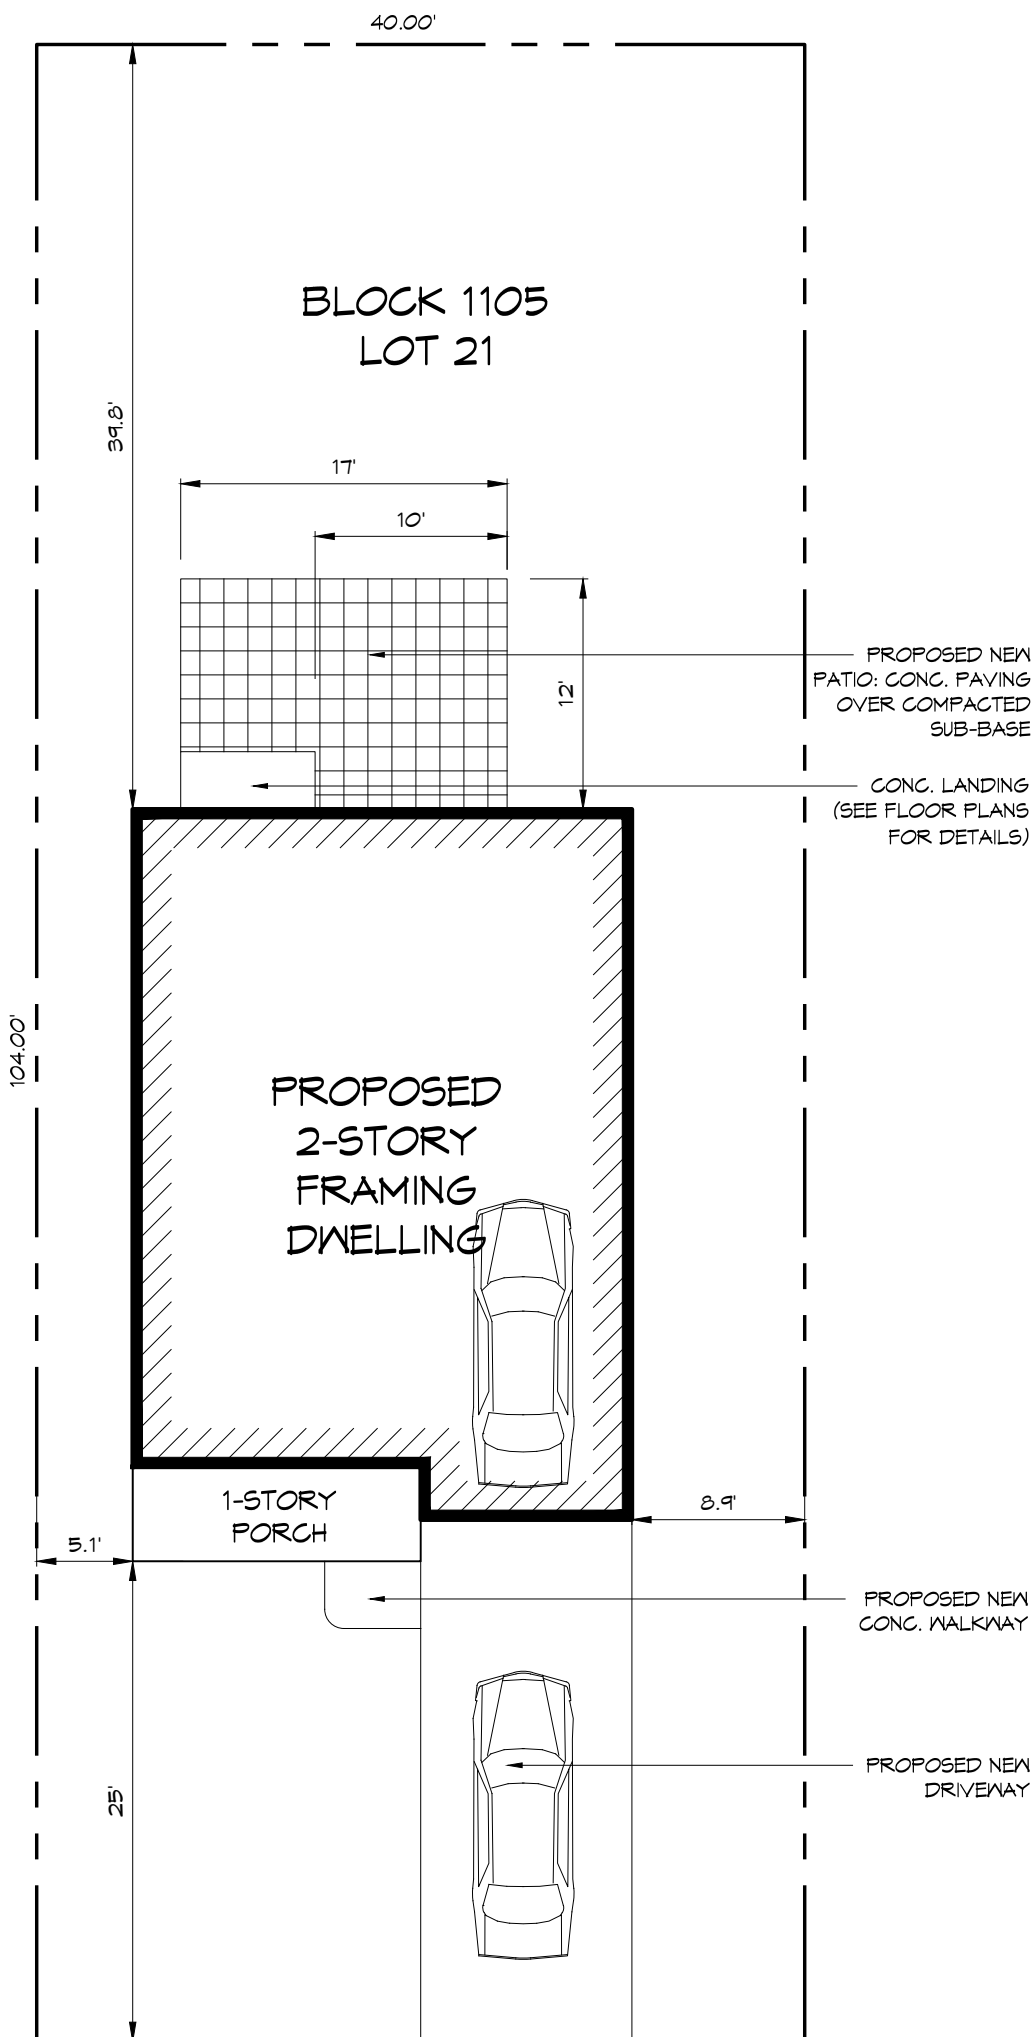 40.00'
BLOCK 1105
LOT 21
39.8'
17'
10'
12'
PROPOSED NEW
PATIO: CONC. PAVING
OVER COMPACTED
SUB-BASE
CONC. LANDING
(SEE FLOOR PLANS
FOR DETAILS)
104.00'
PROPOSED
2-STORY
FRAMING
DWELLING
1-STORY
PORCH
8.9'
5.1'
PROPOSED NEW
CONC. WALKWAY
PROPOSED NEW
DRIVEWAY
25'